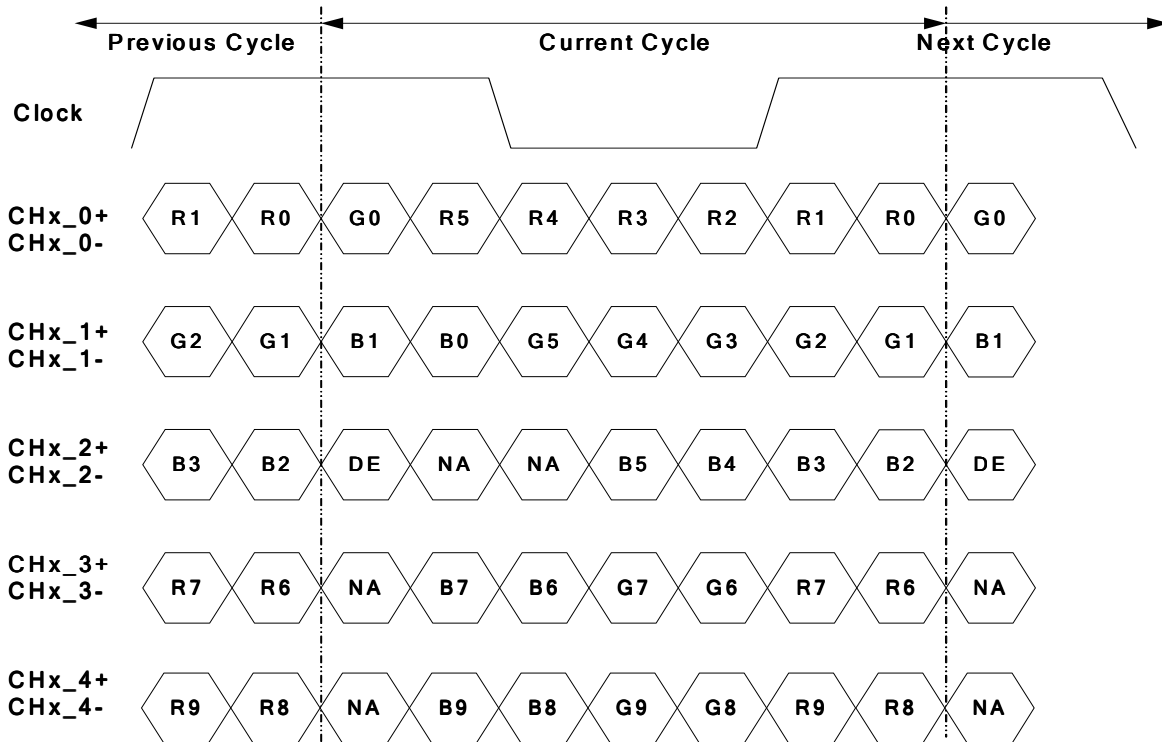 Previous Cycle Current Cycle Next Cycle
Clock
CHx_0+
CHx_0-
R1 R0 G0 R5 R4 R3 R2 R1 R0 G0
CHx_1+
CHx_1-
G2 G1 B1 B0 G5 G4 G3 G2 G1 B1
CHx_2+
CHx_2-
B3 B2 DE NA NA B5 B4 B3 B2 DE
CHx_3+
CHx_3-
R7 R6 NA B7 B6 G7 G6 R7 R6 NA
CHx_4+
CHx_4-
R9 R8 NA B9 B8 G9 G8 R9 R8 NA